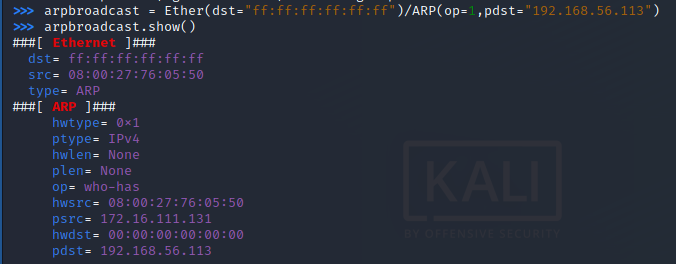 >>> arpbroadcast = Ether(dst="ff:ff:ff:ff:ff:ff")/ARP(op=1,pdst="192.168.56.113")
>>> arpbroadcast.show()
###[ Ethernet ]###
  dst= ff:ff:ff:ff:ff:ff
  src= 08:00:27:76:05:50
  type= ARP
###[ ARP ]###
     hwtype= 0×1
     ptype= IPv4
     hwlen= None
     plen= None
     op= who-has
     hwsrc= 08:00:27:76:05:50
     psrc= 172.16.111.131
     hwdst= 00:00:00:00:00:00
     pdst= 192.168.56.113
KALI
BY OFFENSIVE SECURITY